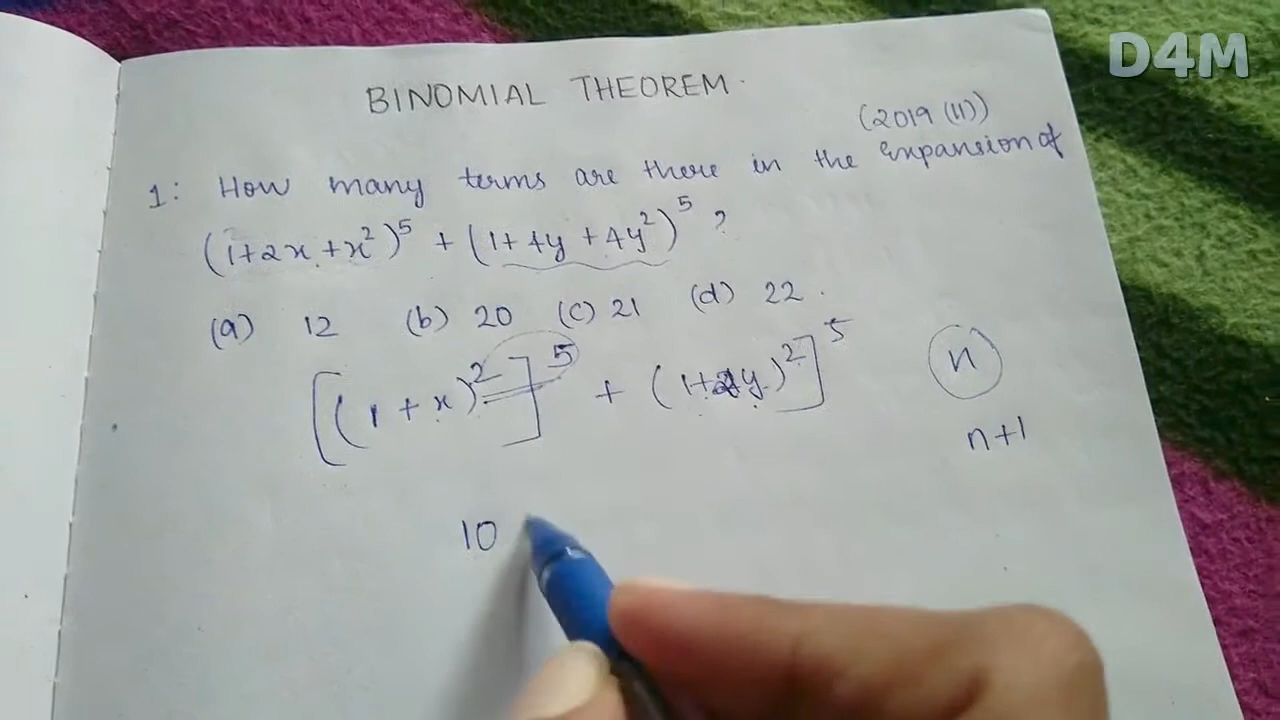 D4M
BINOMIAL THEOREM.
(2019 (II))
1: How many terms are there in the expansion of
(1+2x+x²)⁵ + (1+4y+4y²)⁵ ?
(a) 12 (b) 20 (c) 21 (d) 22.
[(1+x)²]⁵ + (1+2y)²]⁵
n
n+1
10